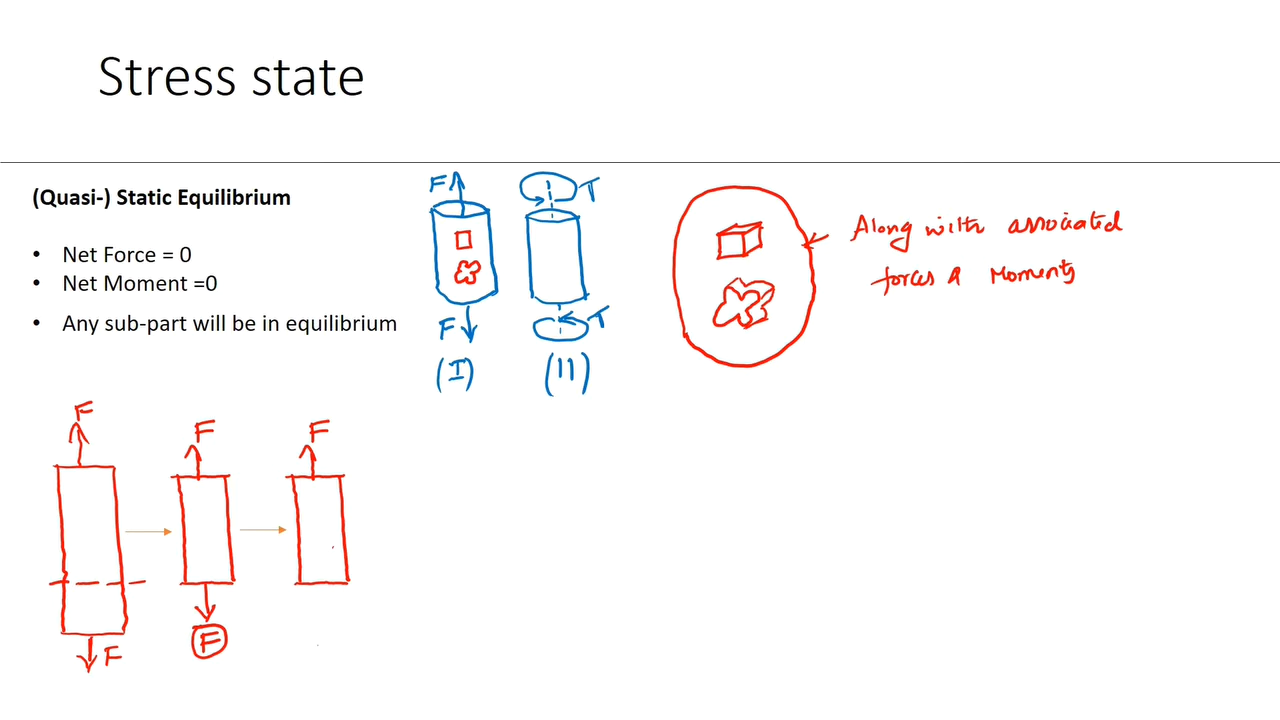 Stress state
(Quasi-) Static Equilibrium
• Net Force = 0
• Net Moment =0
• Any sub-part will be in equilibrium
F
T
F
T
(I)
(II)
Along with associated
forces & Moments
F
F
F
F
F